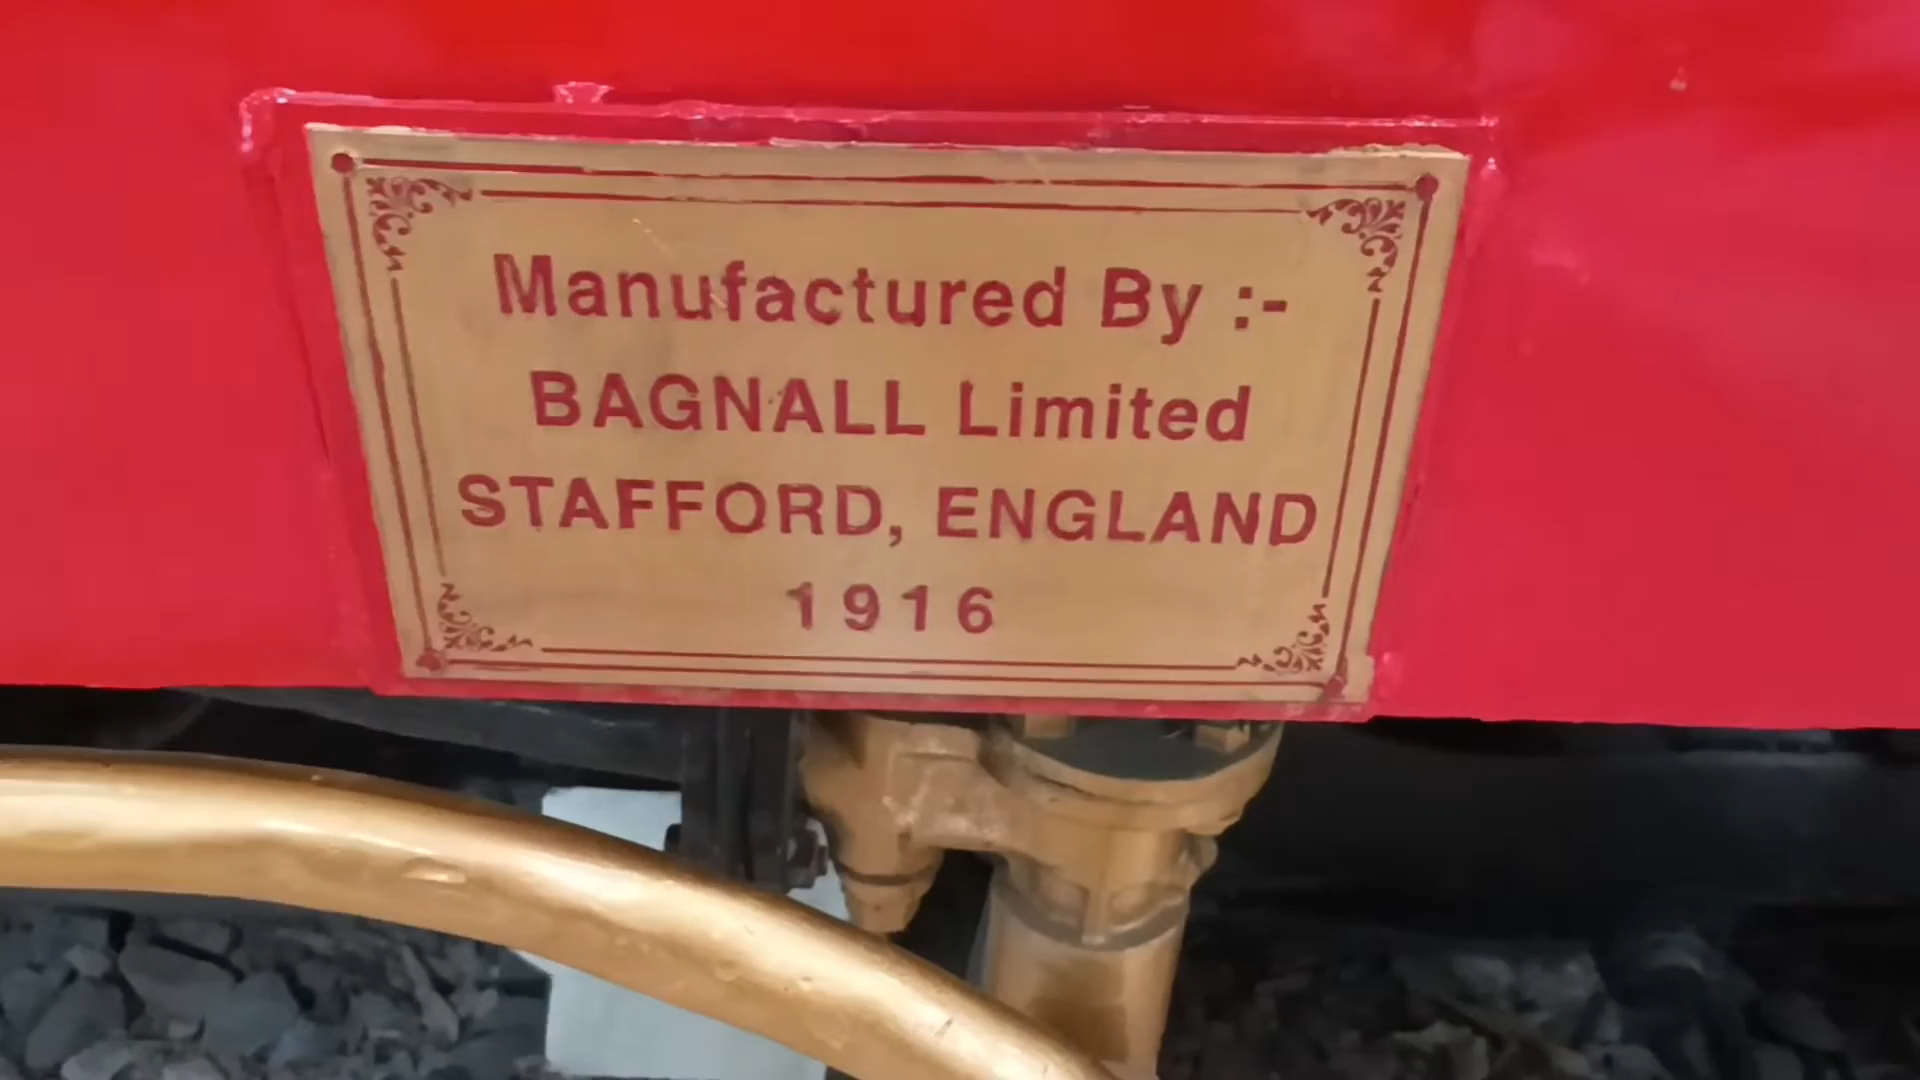 Manufactured By :-
BAGNALL Limited
STAFFORD, ENGLAND
1916